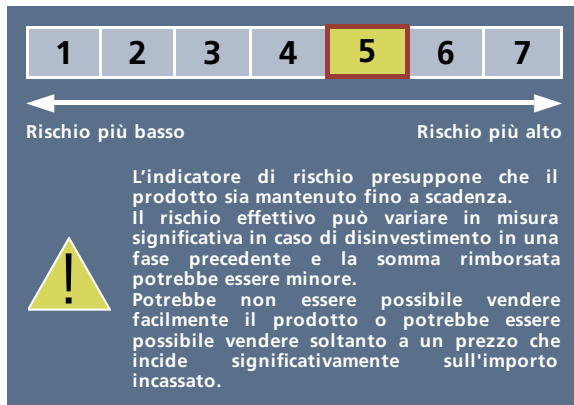 1 2 3 4 5 6 7
Rischio più basso Rischio più alto
L'indicatore di rischio presuppone che il
prodotto sia mantenuto fino a scadenza.
Il rischio effettivo può variare in misura
significativa in caso di disinvestimento in una
fase precedente e la somma rimborsata
potrebbe essere minore.
Potrebbe non essere possibile vendere
facilmente il prodotto o potrebbe essere
possibile vendere soltanto a un prezzo che
incide significativamente sull'importo
incassato.
!